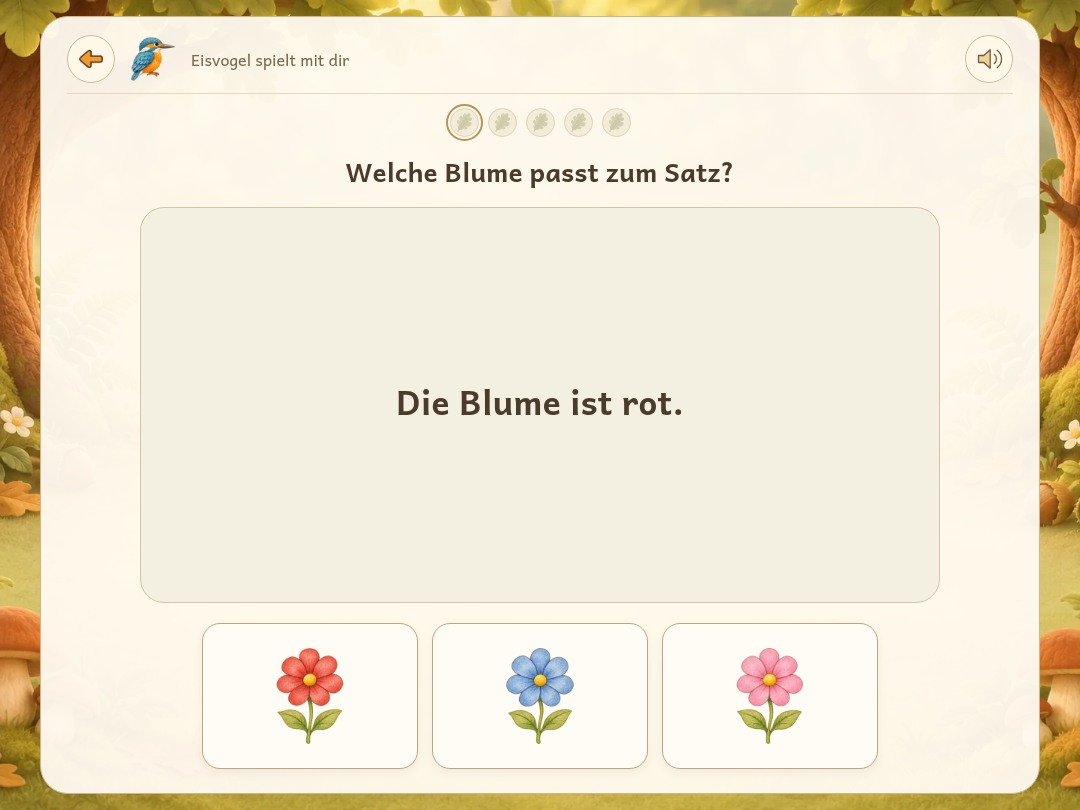 Eisvogel spielt mit dir
Welche Blume passt zum Satz?
Die Blume ist rot.